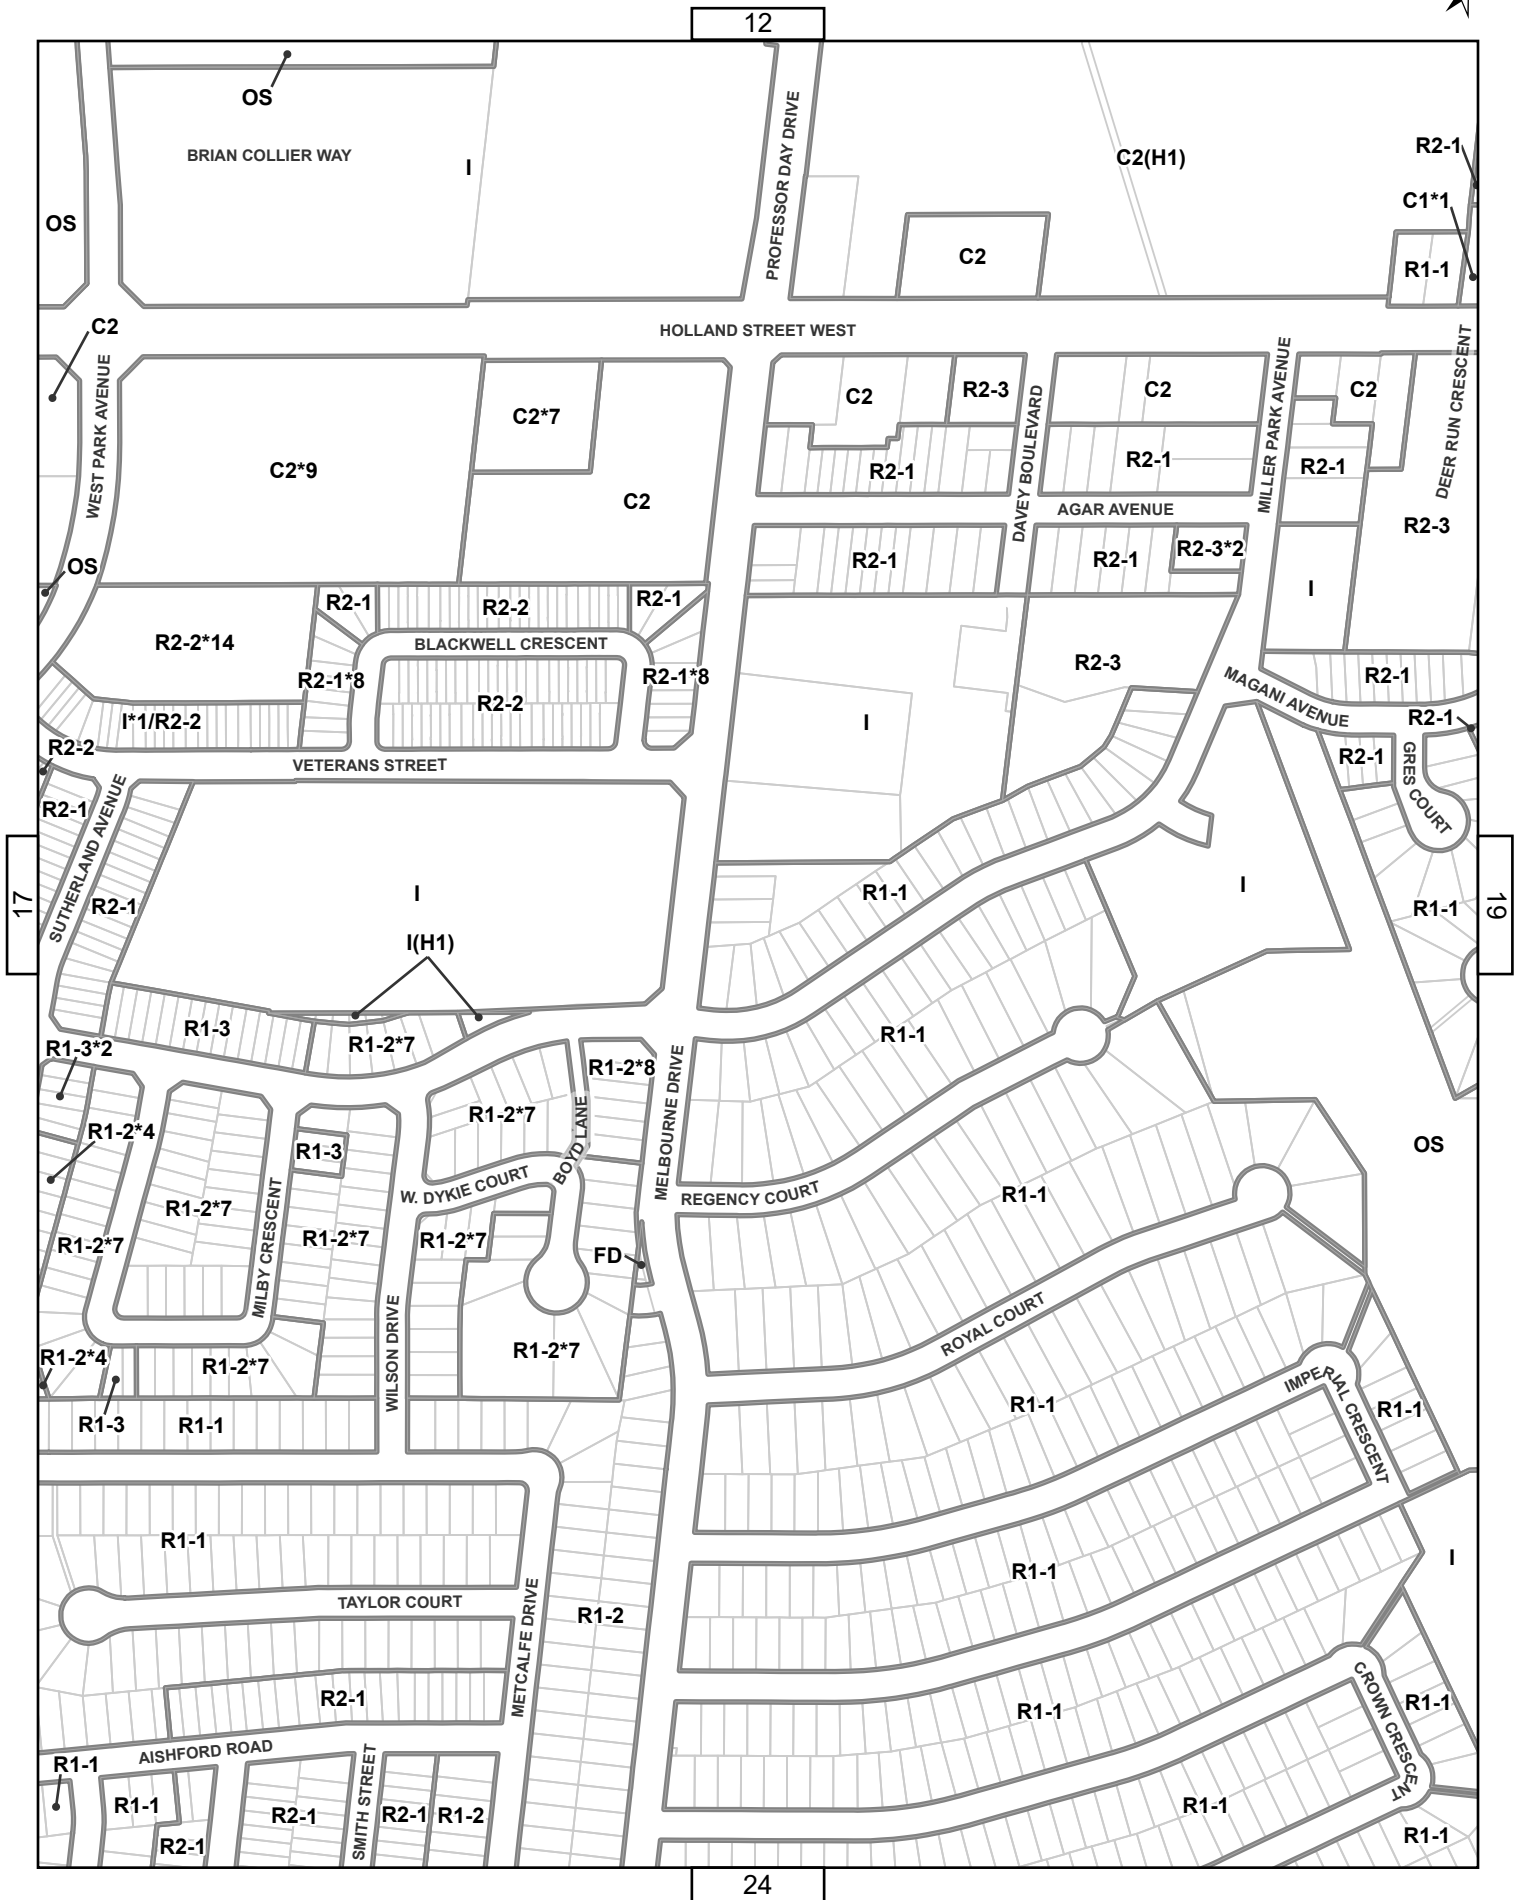 12
OS
BRIAN COLLIER WAY
I
PROFESSOR DAY DRIVE
C2(H1)
R2-1
C1*1
OS
C2
R1-1
C2
HOLLAND STREET WEST
WEST PARK AVENUE
C2*7
C2*9
C2
C2
R2-3
DAVEY BOULEVARD
C2
MILLER PARK AVENUE
C2
DEER RUN CRESCENT
R2-1
R2-1
R2-1
AGAR AVENUE
R2-3
OS
R2-1
R2-1
R2-3*2
I
R2-1
R2-2
R2-1
BLACKWELL CRESCENT
R2-2*14
R2-1*8
R2-2
R2-1*8
R2-3
R2-1
MAGANI AVENUE
R2-1
I*1/R2-2
I
R2-2
VETERANS STREET
R2-1
GRES COURT
R2-1
SUTHERLAND AVENUE
R2-1
I
R1-1
I
R1-1
17
19
I(H1)
R1-3
R1-2*7
R1-1
R1-3*2
R1-2*8
MELBOURNE DRIVE
R1-2*7
BOYD LANE
R1-2*4
R1-3
OS
W. DYKIE COURT
REGENCY COURT
R1-1
R1-2*7
MILBY CRESCENT
R1-2*7
R1-2*7
R1-2*7
FD
ROYAL COURT
R1-2*7
R1-2*4
R1-2*7
WILSON DRIVE
IMPERIAL CRESCENT
R1-1
R1-1
R1-3
R1-1
R1-1
R1-1
I
TAYLOR COURT
METCALFE DRIVE
R1-2
R2-1
R1-1
CROWN CRESCENT
R1-1
AISHFORD ROAD
R1-1
SMITH STREET
R1-1
R2-1
R2-1
R2-1
R1-2
R1-1
R1-1
24